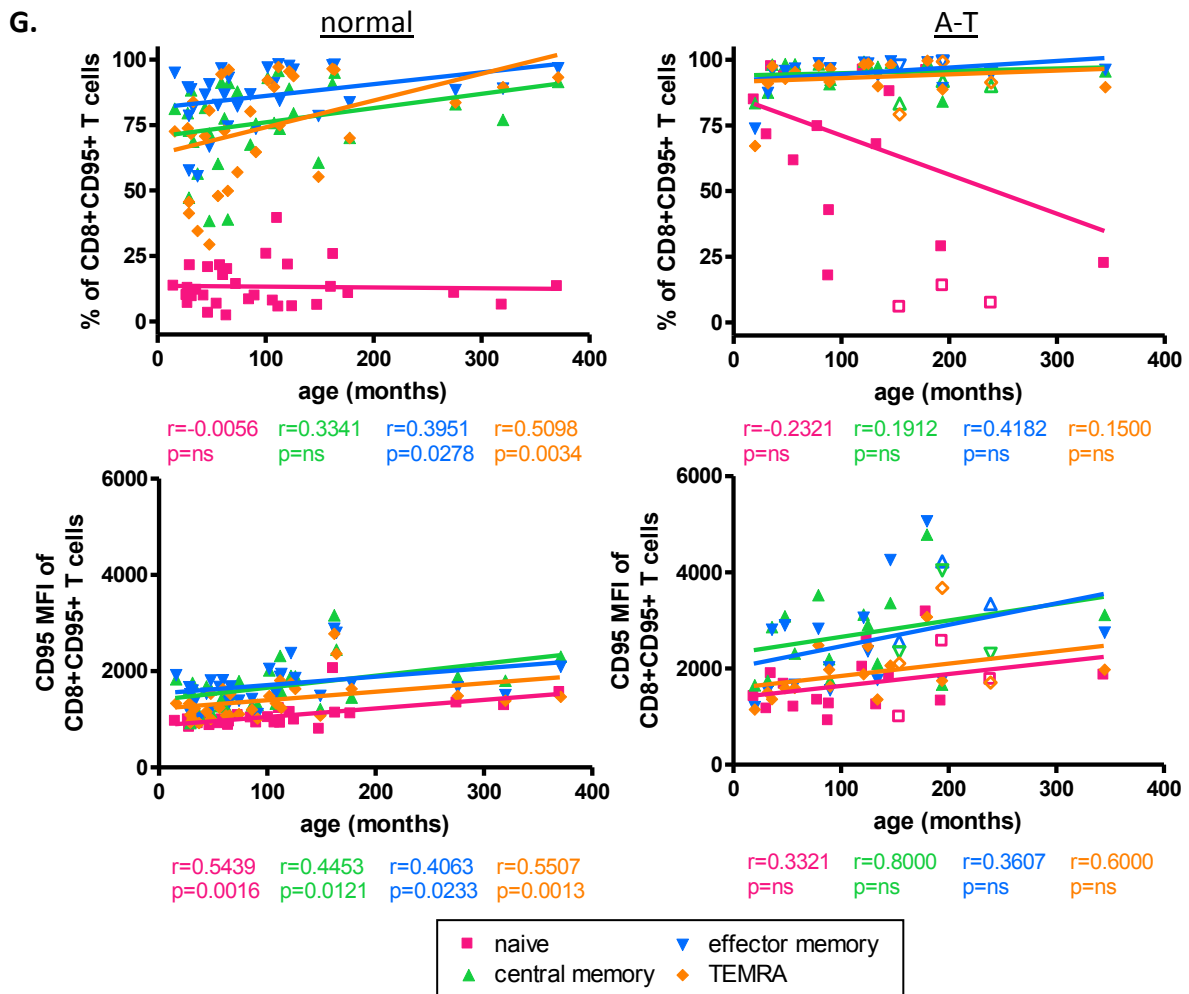 G.
normal
A-T
% of CD8+CD95+ T cells
100
75
50
25
0
0 100 200 300 400
age (months)
r=-0.0056 r=0.3341 r=0.3951 r=0.5098
p=ns p=ns p=0.0278 p=0.0034
% of CD8+CD95+ T cells
100
75
50
25
0
0 100 200 300 400
age (months)
r=-0.2321 r=0.1912 r=0.4182 r=0.1500
p=ns p=ns p=ns p=ns
CD95 MFI of
CD8+CD95+ T cells
6000
4000
2000
0
0 100 200 300 400
age (months)
r=0.5439 r=0.4453 r=0.4063 r=0.5507
p=0.0016 p=0.0121 p=0.0233 p=0.0013
CD95 MFI of
CD8+CD95+ T cells
6000
4000
2000
0
0 100 200 300 400
age (months)
r=0.3321 r=0.8000 r=0.3607 r=0.6000
p=ns p=ns p=ns p=ns
naive effector memory
central memory TEMRA